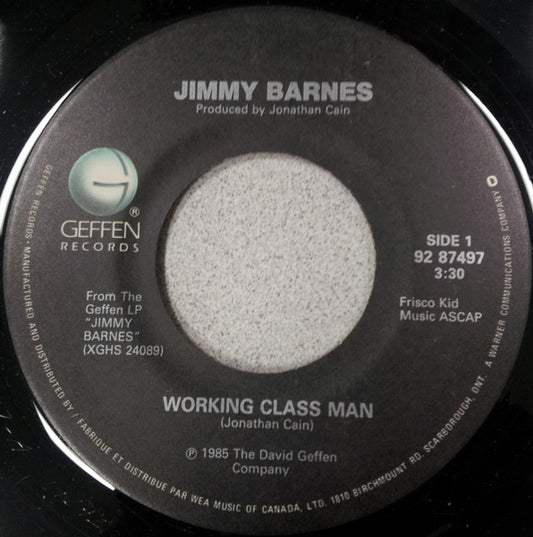 JIMMY BARNES
Produced by Jonathan Cain
GEFFEN®
RECORDS
SIDE 1
92 87497
3:30
From The
Geffen LP
"JIMMY
BARNES"
(XGHS 24089)
Frisco Kid
Music ASCAP
WORKING CLASS MAN
(Jonathan Cain)
℗ 1985 The David Geffen
Company
GEFFEN RECORDS · MANUFACTURED AND DISTRIBUTED BY / FABRIQUE ET DISTRIBUE PAR WEA MUSIC OF CANADA, LTD. 1810 BIRCHMOUNT RD. SCARBOROUGH, ONT. A WARNER COMMUNICATIONS COMPANY